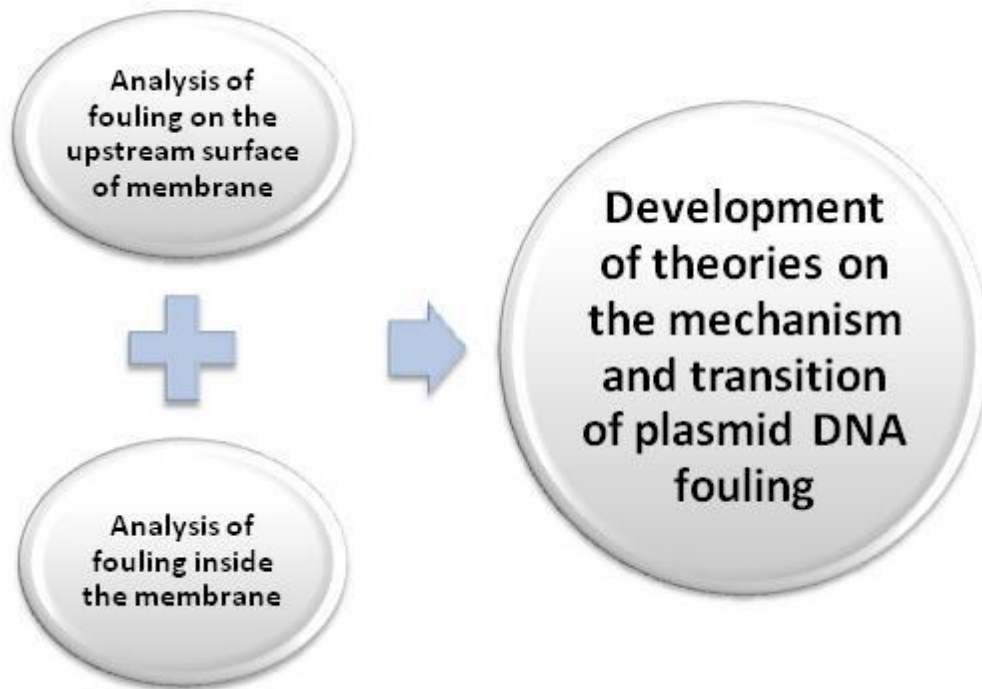 Analysis of
fouling on the
upstream surface
of membrane
Analysis of
fouling inside
the membrane
Development
of theories on
the mechanism
and transition
of plasmid DNA
fouling